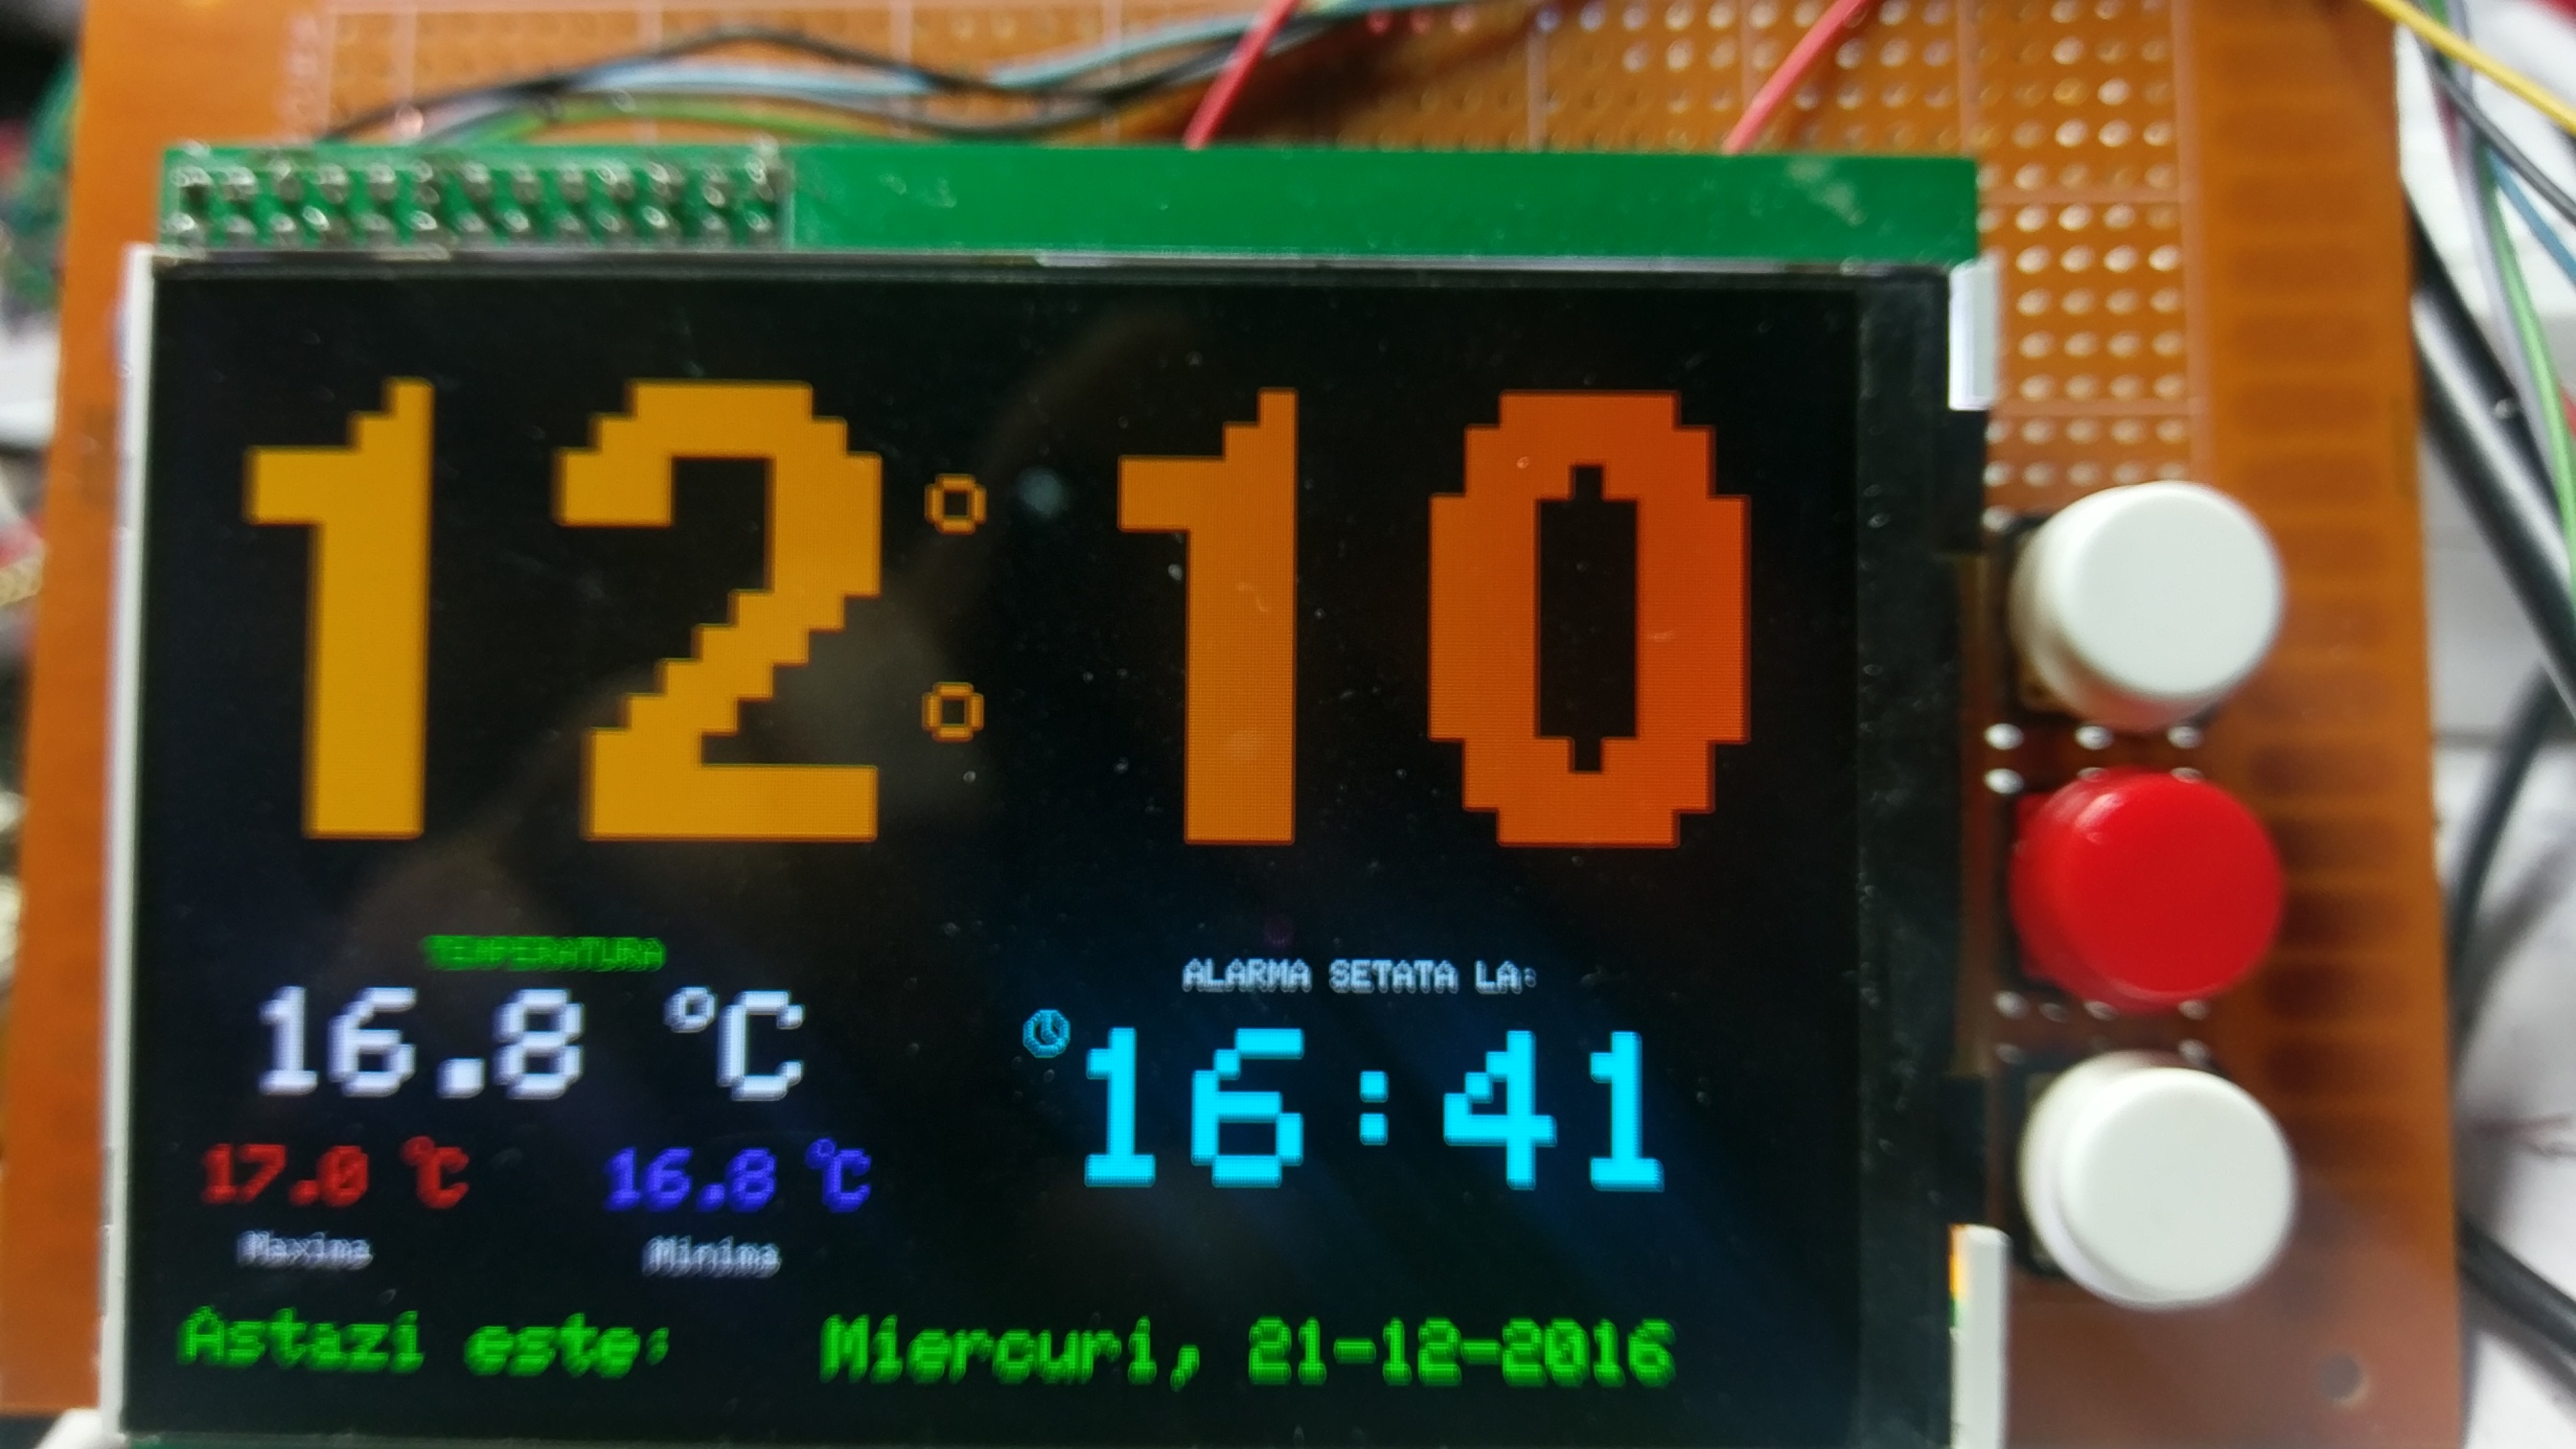 12:10
TEMPERATURA
16.8 °C
17.0 °C 16.8 °C
Maxima Minima
ALARMA SETATA LA:
16:41
Astazi este: Miercuri, 21-12-2016